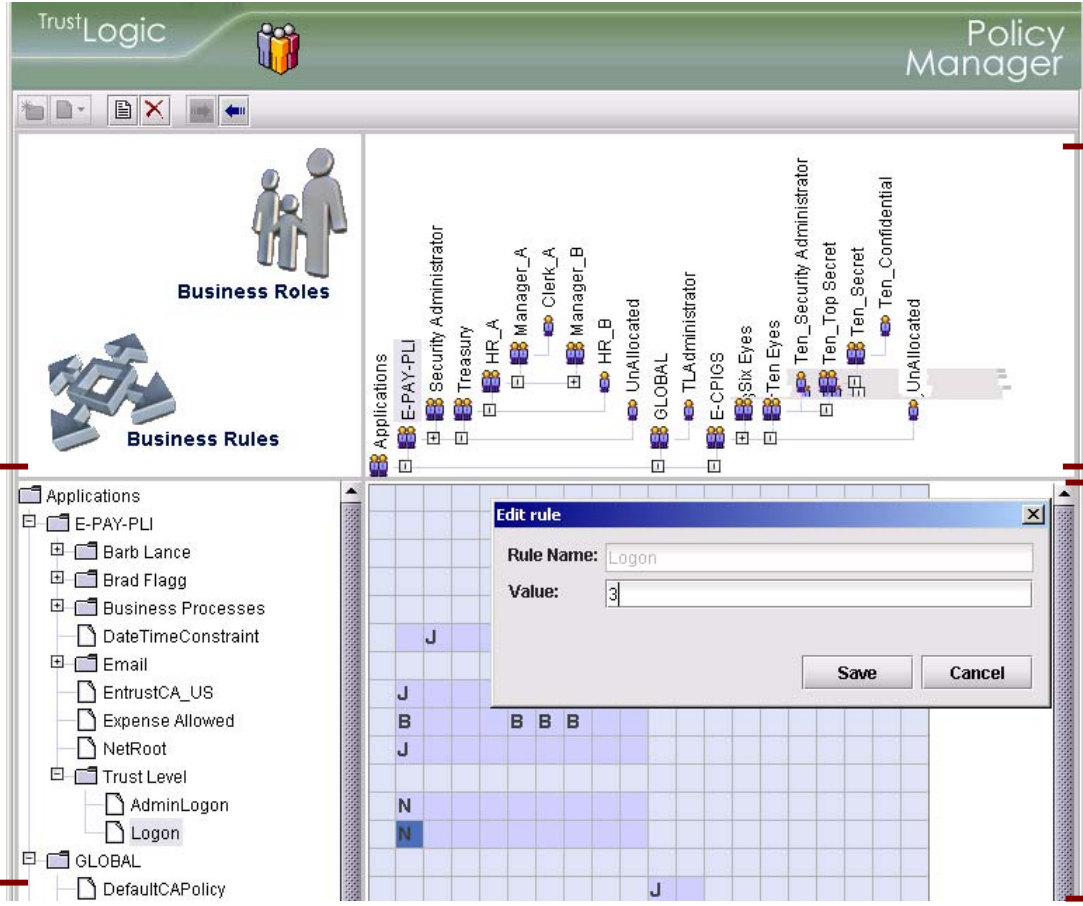 TrustLogic
Policy
Manager
Business Roles
Business Rules
Applications
E-PAY-PLI
Security Administrator
Treasury
HR_A
Manager_A
Clerk_A
Manager_B
HR_B
UnAllocated
GLOBAL
TLAdministrator
E-CPIGS
Six Eyes
Ten Eyes
Ten_Security Administrator
Ten_Top Secret
Ten_Secret
Ten_Confidential
UnAllocated
Applications
E-PAY-PLI
Barb Lance
Brad Flagg
Business Processes
DateTimeConstraint
Email
EntrustCA_US
Expense Allowed
NetRoot
Trust Level
AdminLogon
Logon
GLOBAL
DefaultCAPolicy
Edit rule
Rule Name: Logon
Value: 3
Save Cancel
J
J
B B B B
J
N
N
J